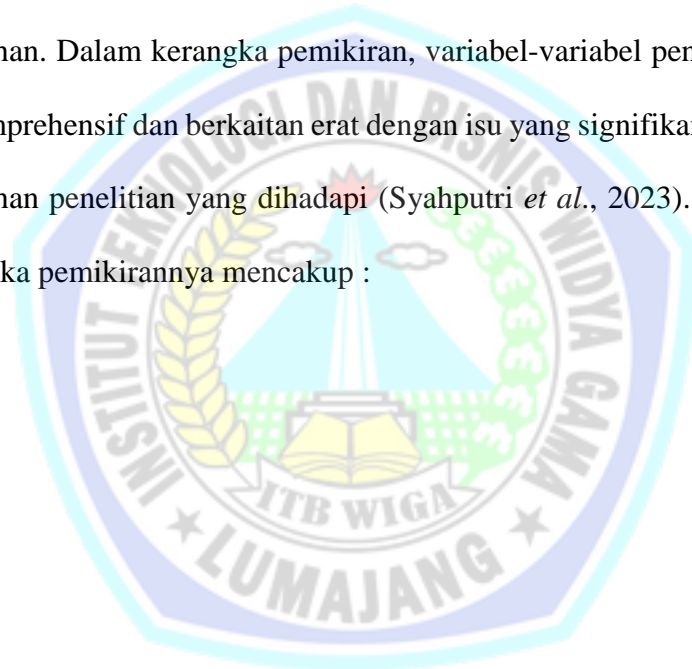 nan. Dalam kerangka pemikiran, variabel-variabel pen
nprehensif dan berkaitan erat dengan isu yang signifikan
nan penelitian yang dihadapi (Syahputri et al., 2023).
ka pemikirannya mencakup :
INSTITUT TEKNOLOGI DAN BISNIS WIDYA GAMA
ITB WIGA
LUMAJANG